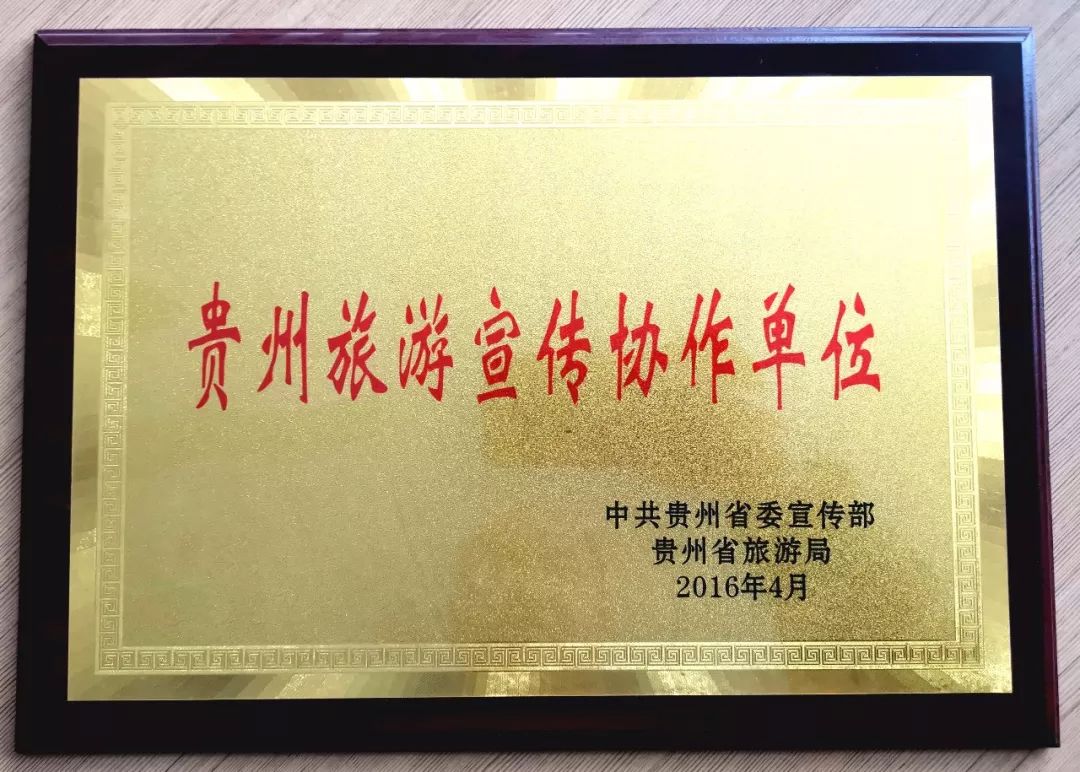 贵州旅游宣传协作单位
中共贵州省委宣传部
贵州省旅游局
2016年4月